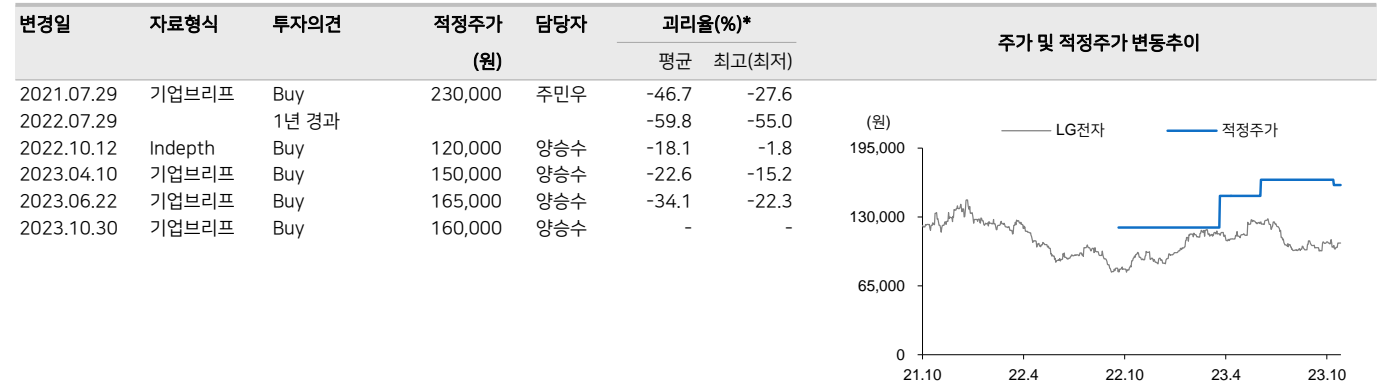 변경일 자료형식 투자의견 적정주가 담당자 괴리율(%)* 주가 및 적정주가 변동추이
(원) 평균 최고(최저)
2021.07.29 기업브리프 Buy 230,000 주민우 -46.7 -27.6
2022.07.29 1년 경과 -59.8 -55.0
2022.10.12 Indepth Buy 120,000 양승수 -18.1 -1.8
2023.04.10 기업브리프 Buy 150,000 양승수 -22.6 -15.2
2023.06.22 기업브리프 Buy 165,000 양승수 -34.1 -22.3
2023.10.30 기업브리프 Buy 160,000 양승수 - -
(원) LG전자 적정주가
195,000
130,000
65,000
0
21.10 22.4 22.10 23.4 23.10